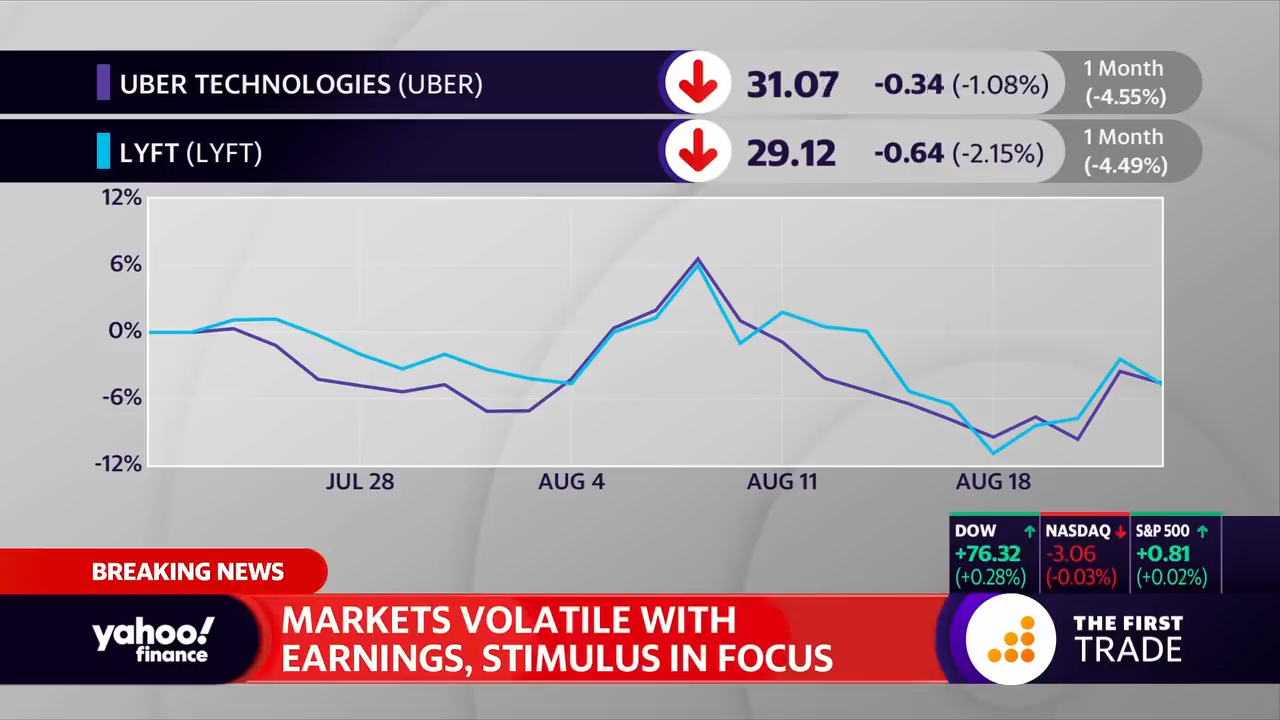 UBER TECHNOLOGIES (UBER) 31.07 -0.34 (-1.08%) 1 Month
(-4.55%)
LYFT (LYFT) 29.12 -0.64 (-2.15%) 1 Month
(-4.49%)
12%
6%
0%
-6%
-12%
JUL 28 AUG 4 AUG 11 AUG 18
DOW NASDAQ S&P 500
+76.32 -3.06 +0.81
(+0.28%) (-0.03%) (+0.02%)
BREAKING NEWS
yahoo!
finance
MARKETS VOLATILE WITH
EARNINGS, STIMULUS IN FOCUS
THE FIRST
TRADE